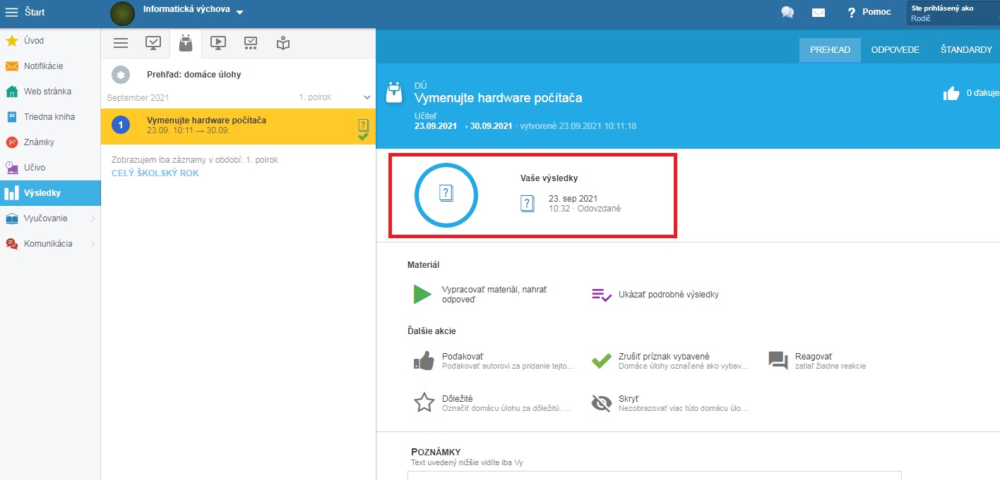 Štart
Informatická výchova
? Pomoc
Ste prihlásený ako
Rodič
Úvod
Notifikácie
Web stránka
Triedna kniha
Známky
Učivo
Výsledky
Vyučovanie
Komunikácia
Prehľad: domáce úlohy
September 2021
1. polrok
1
Vymenujte hardware počítača
23.09. 10:11 → 30.09.
?
Zobrazujem iba záznamy v období: 1. polrok
CELÝ ŠKOLSKÝ ROK
PREHĽAD
ODPOVEDE
ŠTANDARDY
DÚ
Vymenujte hardware počítača
Učiteľ
23.09.2021 › 30.09.2021 · vytvorené 23.09.2021 10:11:18
0 ďakuje
?
Vaše výsledky
?
23. sep 2021
10:32 · Odovzdané
Materiál
Vypracovať materiál, nahrať
odpoveď
Ukázať podrobné výsledky
Ďalšie akcie
Poďakovať
Poďakovať autorovi za pridanie tejto...
Zrušiť príznak vybavené
Domáce úlohy označené ako vybav...
Reagovať
zatiaľ žiadne reakcie
Dôležité
Označiť domácu úlohu za dôležitú. ...
Skryť
Nezobrazovať viac túto domácu úlo...
POZNÁMKY
Text uvedený nižšie vidíte iba Vy